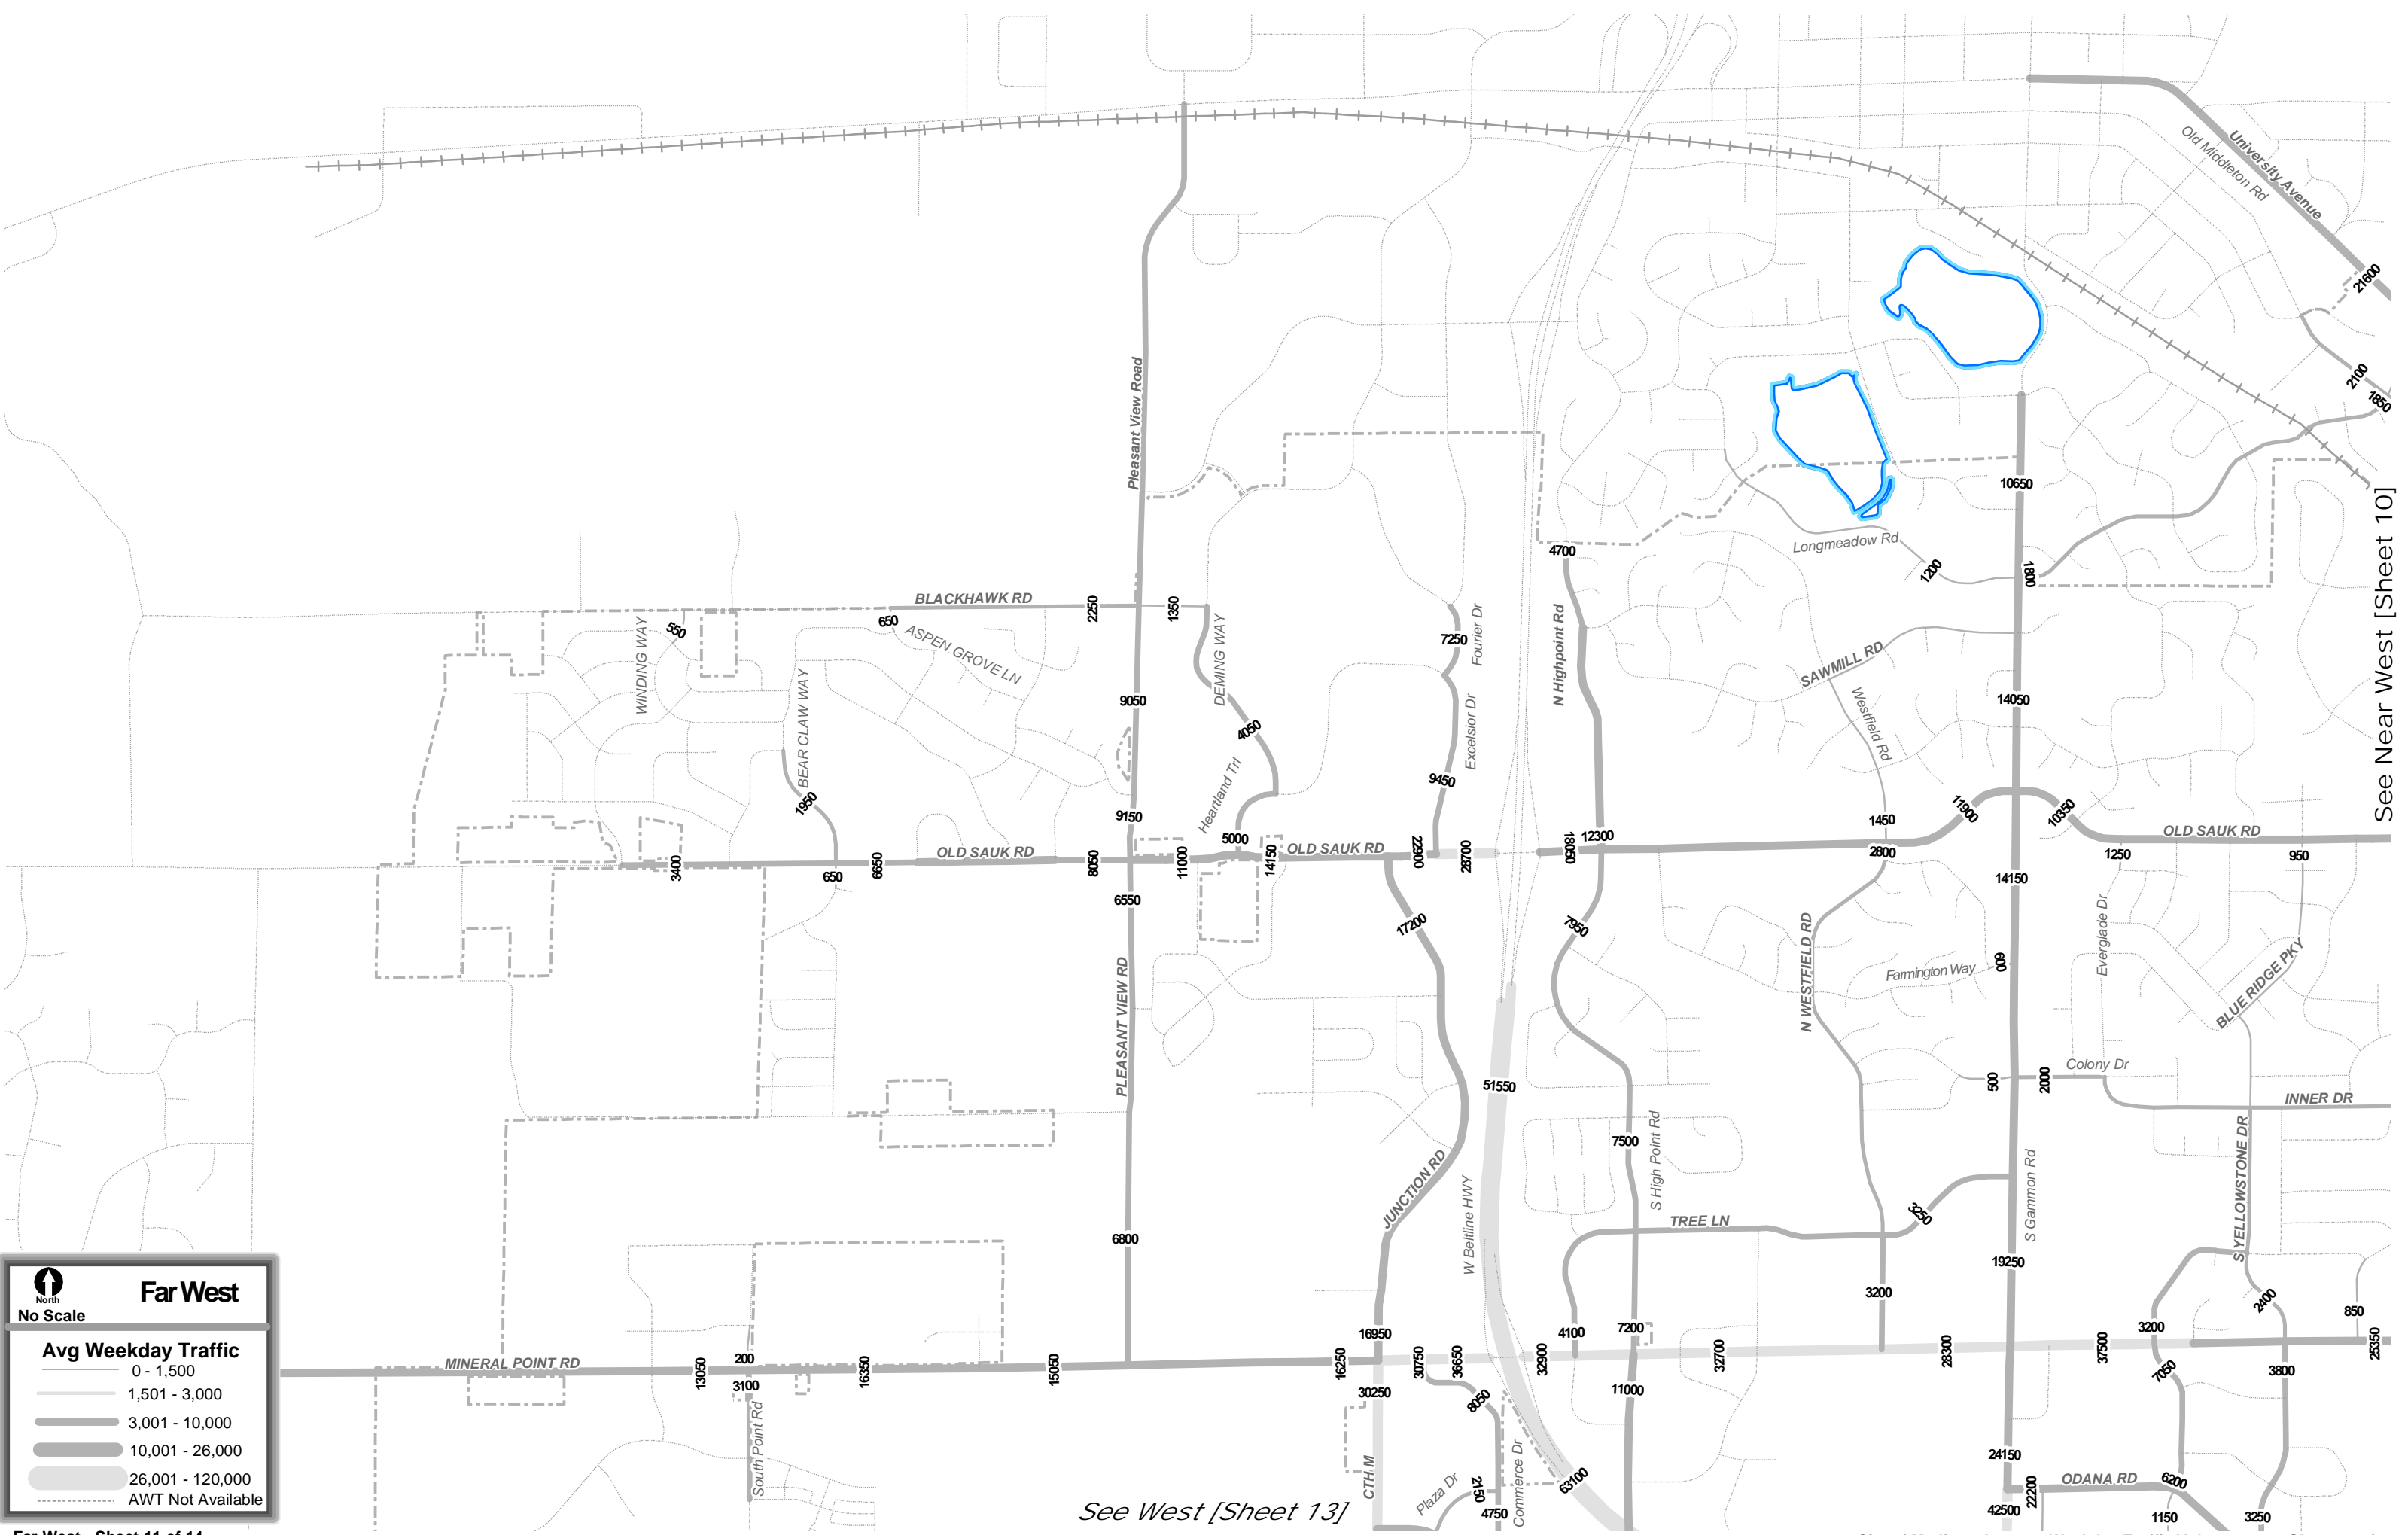 University Avenue
Old Middleton Rd
21600
2100
1850
Pleasant View Road
10650
See Near West [Sheet 10]
4700
Longmeadow Rd
1200
1800
BLACKHAWK RD
2250
1350
650
550
WINDING WAY
ASPEN GROVE LN
DEMING WAY
7250
Fourier Dr
N Highpoint Rd
SAWMILL RD
BEAR CLAW WAY
9050
4050
Excelsior Dr
Westfield Rd
14050
9450
Heartland Trl
1950
9150
5000
11900
10350
1450
12300
18050
OLD SAUK RD
3400
650
6650
OLD SAUK RD
8050
11000
14150
OLD SAUK RD
22900
28700
2800
1250
950
14150
6550
17200
7950
N WESTFIELD RD
Farmington Way
600
Everglade Dr
BLUE RIDGE PKY
PLEASANT VIEW RD
51550
500
2000
Colony Dr
INNER DR
7500
S High Point Rd
JUNCTION RD
W Beltline HWY
S Gammon Rd
S YELLOWSTONE DR
TREE LN
3250
6800
19250
3200
2400
850
16950
4100
7200
3200
North
No Scale
Far West
Avg Weekday Traffic
0 - 1,500
1,501 - 3,000
3,001 - 10,000
10,001 - 26,000
26,001 - 120,000
AWT Not Available
MINERAL POINT RD
13050
200
3100
16350
15050
16250
30750
36650
32900
32700
28300
37500
25350
30250
8050
11000
7050
3800
South Point Rd
CTH M
Plaza Dr
2150
4750
Commerce Dr
63100
24150
22200
42500
ODANA RD
6200
1150
3250
See West [Sheet 13]
Far West - Sheet 11 of 14